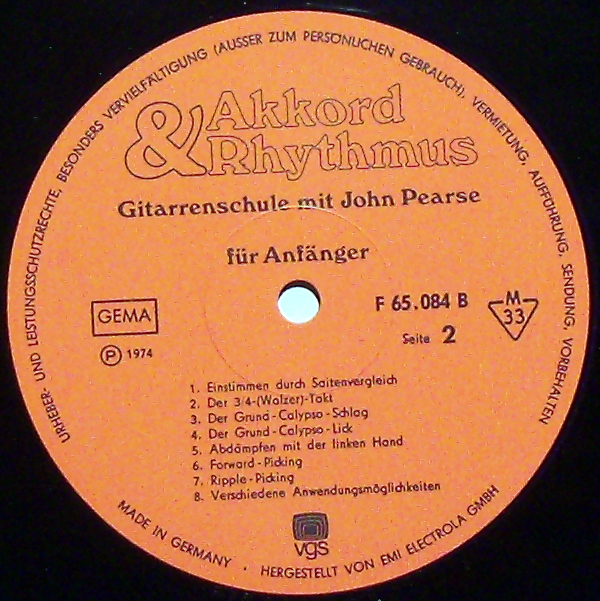 URHEBER- UND LEISTUNGSSCHUTZRECHTE, BESONDERS VERVIELFÄLTIGUNG (AUSSER ZUM PERSÖNLICHEN GEBRAUCH), VERMIETUNG, AUFFÜHRUNG, SENDUNG, VORBEHALTEN
& Akkord
Rhythmus
Gitarrenschule mit John Pearse
für Anfänger
GEMA
Ⓟ 1974
F 65.084 B
Seite 2
M
33
1. Einstimmen durch Saitenvergleich
2. Der 3/4-(Walzer)-Takt
3. Der Grund-Calypso-Schlag
4. Der Grund-Calypso-Lick
5. Abdämpfen mit der linken Hand
6. Forward-Picking
7. Ripple-Picking
8. Verschiedene Anwendungsmöglichkeiten
vgs
MADE IN GERMANY · HERGESTELLT VON EMI ELECTROLA GMBH